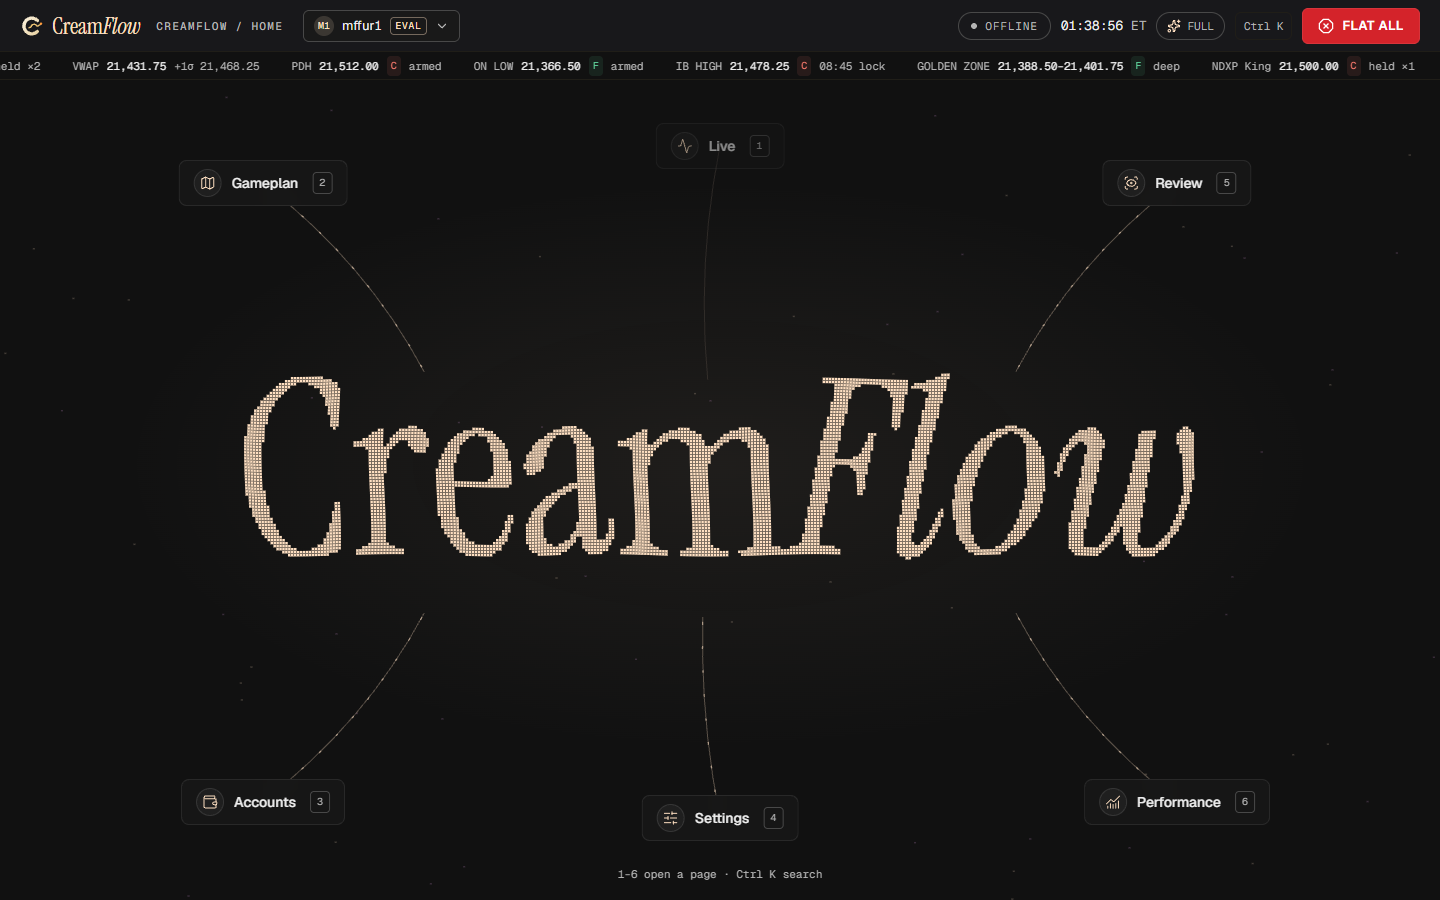 CreamFlow CREAMFLOW / HOME M1 mffur1 EVAL OFFLINE 01:38:56 ET FULL Ctrl K FLAT ALL
eld ×2 VWAP 21,431.75 +1σ 21,468.25 PDH 21,512.00 C armed ON LOW 21,366.50 F armed IB HIGH 21,478.25 C 08:45 lock GOLDEN ZONE 21,388.50–21,401.75 F deep NDXP King 21,500.00 C held ×1
Live 1
Gameplan 2
Review 5
CreamFlow
Accounts 3
Performance 6
Settings 4
1–6 open a page · Ctrl K search